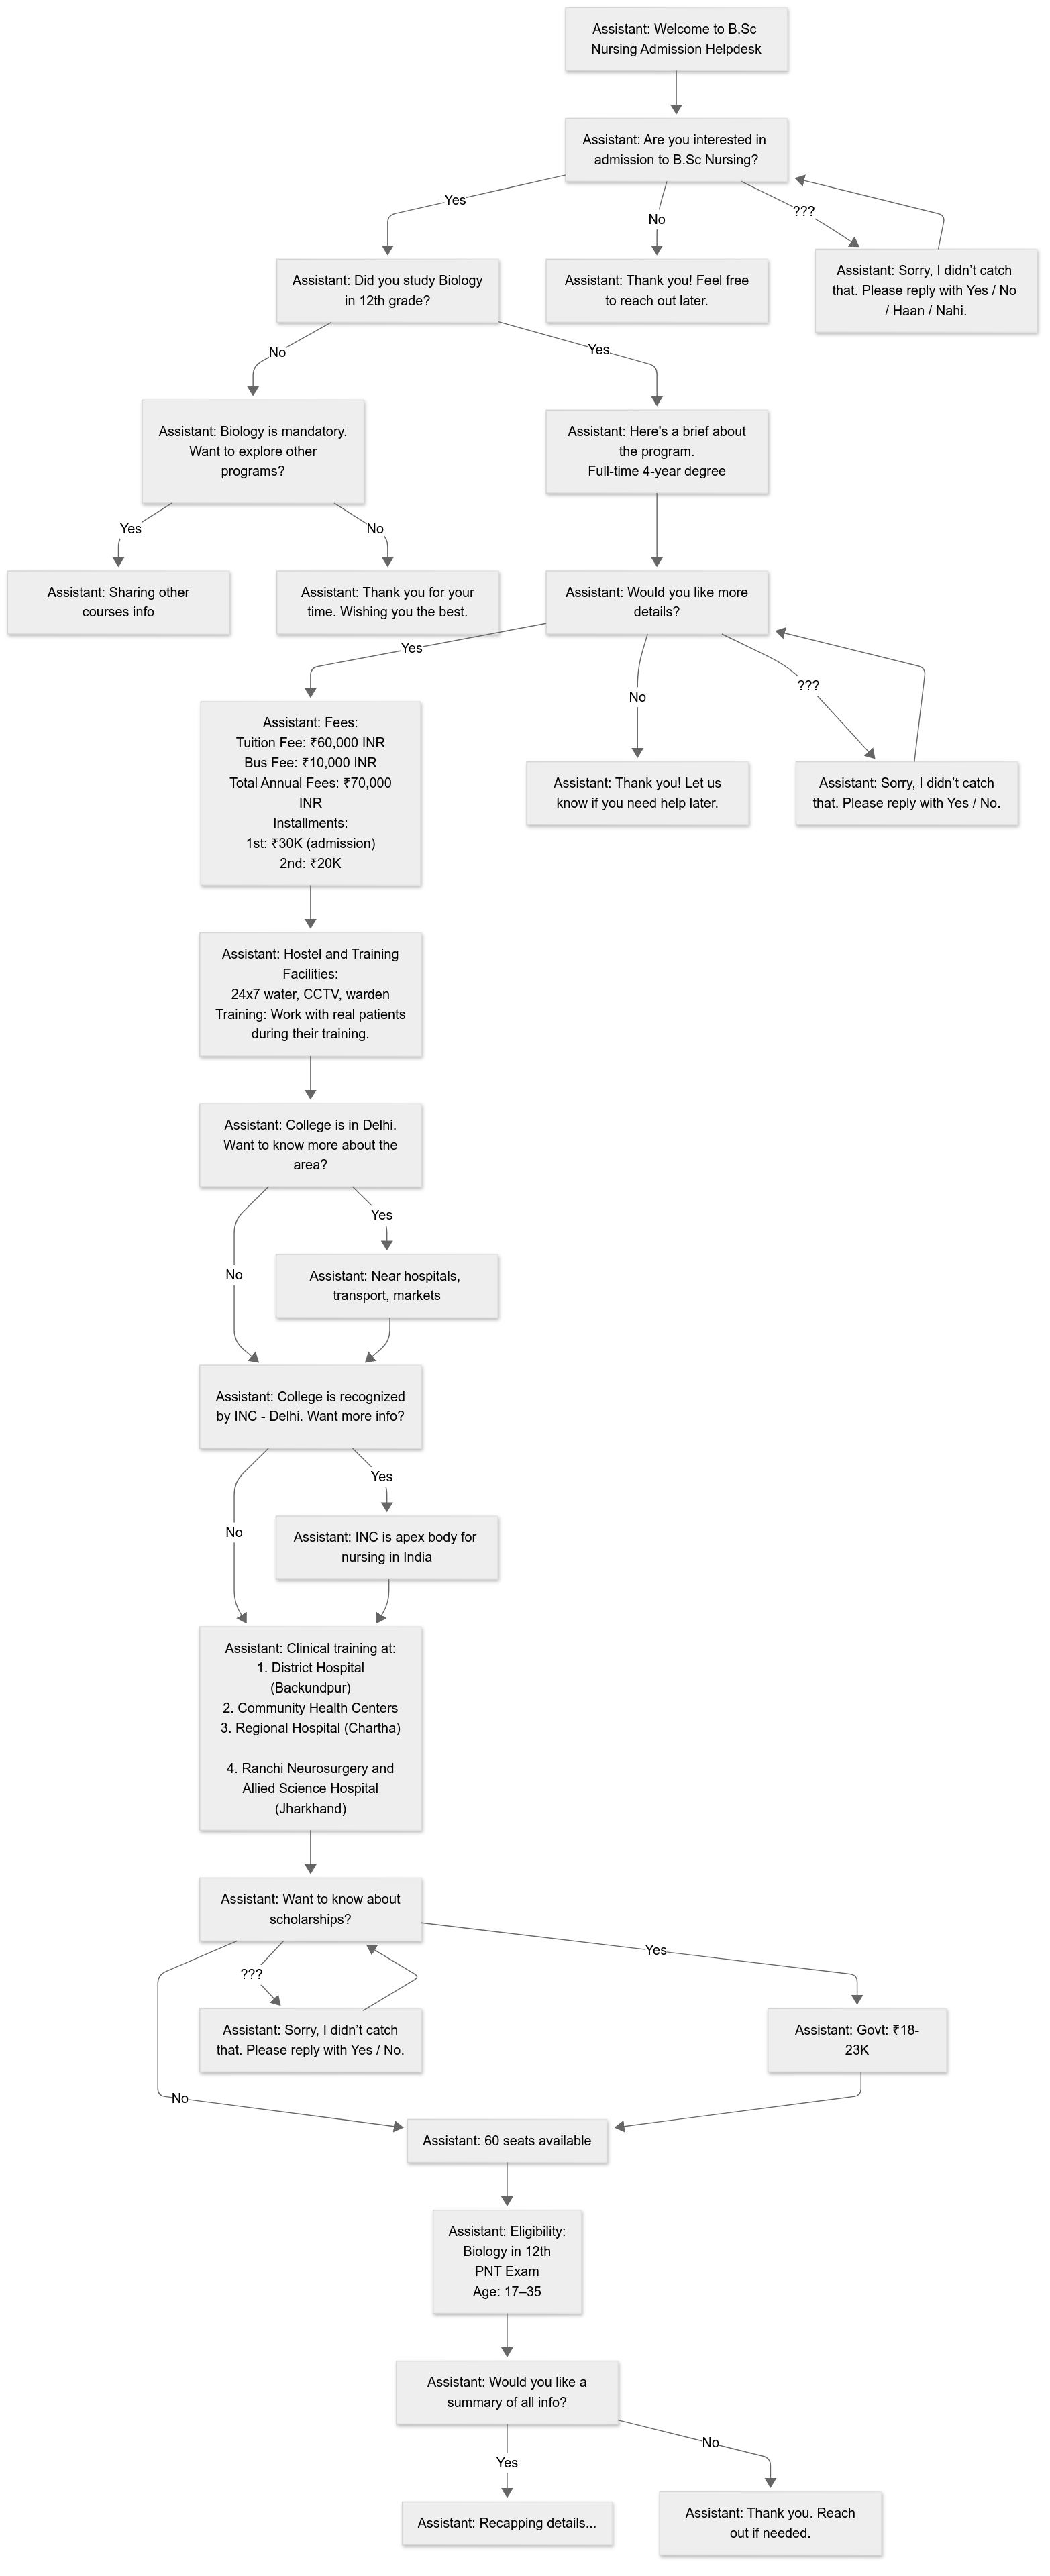 Assistant: Welcome to B.Sc
Nursing Admission Helpdesk
Assistant: Are you interested in
admission to B.Sc Nursing?
Yes
No
???
Assistant: Did you study Biology
in 12th grade?
Assistant: Thank you! Feel free
to reach out later.
Assistant: Sorry, I didn’t catch
that. Please reply with Yes / No
/ Haan / Nahi.
No
Yes
Assistant: Biology is mandatory.
Want to explore other
programs?
Assistant: Here's a brief about
the program.
Full-time 4-year degree
Yes
No
Assistant: Sharing other
courses info
Assistant: Thank you for your
time. Wishing you the best.
Assistant: Would you like more
details?
Yes
No
???
Assistant: Fees:
Tuition Fee: ₹60,000 INR
Bus Fee: ₹10,000 INR
Total Annual Fees: ₹70,000
INR
Installments:
1st: ₹30K (admission)
2nd: ₹20K
Assistant: Thank you! Let us
know if you need help later.
Assistant: Sorry, I didn’t catch
that. Please reply with Yes / No.
Assistant: Hostel and Training
Facilities:
24x7 water, CCTV, warden
Training: Work with real patients
during their training.
Assistant: College is in Delhi.
Want to know more about the
area?
Yes
No
Assistant: Near hospitals,
transport, markets
Assistant: College is recognized
by INC - Delhi. Want more info?
Yes
No
Assistant: INC is apex body for
nursing in India
Assistant: Clinical training at:
1. District Hospital
(Backundpur)
2. Community Health Centers
3. Regional Hospital (Chartha)
4. Ranchi Neurosurgery and
Allied Science Hospital
(Jharkhand)
Assistant: Want to know about
scholarships?
Yes
???
Assistant: Sorry, I didn’t catch
that. Please reply with Yes / No.
Assistant: Govt: ₹18-
23K
No
Assistant: 60 seats available
Assistant: Eligibility:
Biology in 12th
PNT Exam
Age: 17–35
Assistant: Would you like a
summary of all info?
Yes
No
Assistant: Recapping details...
Assistant: Thank you. Reach
out if needed.